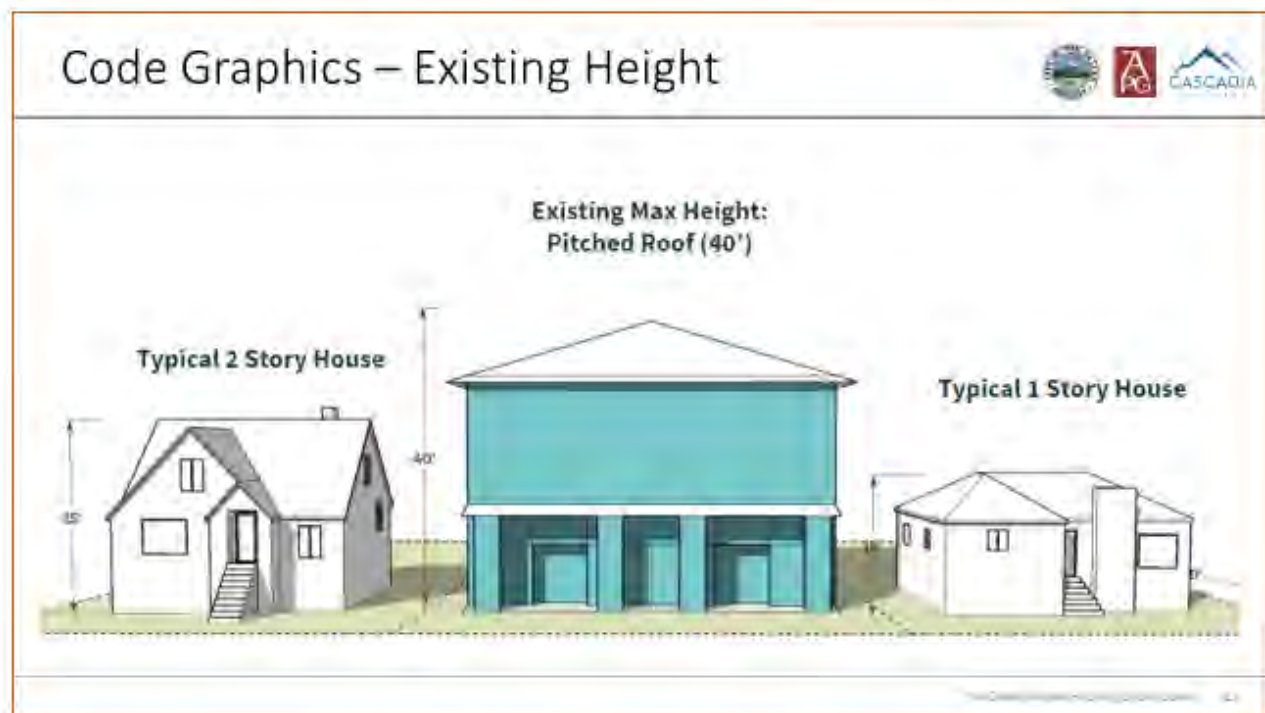 Code Graphics – Existing Height
CASCADIA
Existing Max Height:
Pitched Roof (40')
Typical 2 Story House
Typical 1 Story House
40'